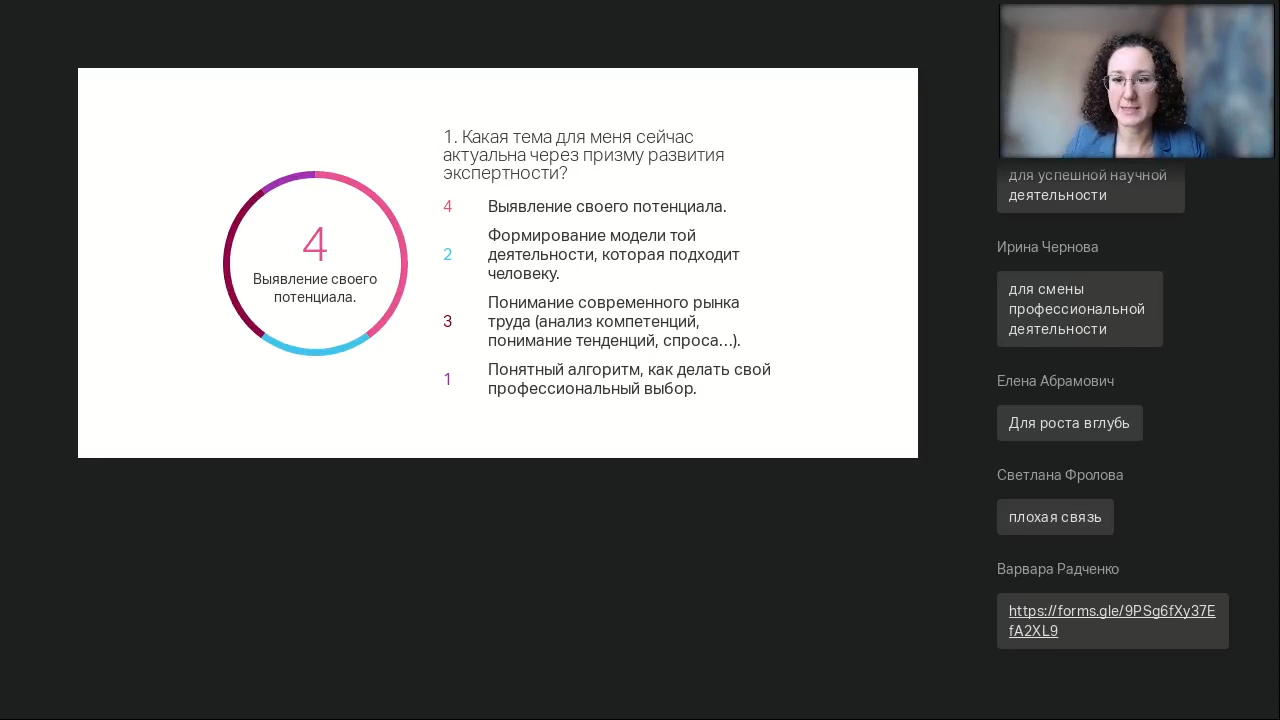 1. Какая тема для меня сейчас
актуальна через призму развития
экспертности?
4
Выявление своего
потенциала.
4 Выявление своего потенциала.
2 Формирование модели той
деятельности, которая подходит
человеку.
3 Понимание современного рынка
труда (анализ компетенций,
понимание тенденций, спроса...).
1 Понятный алгоритм, как делать свой
профессиональный выбор.
для успешной научной
деятельности
Ирина Чернова
для смены
профессиональной
деятельности
Елена Абрамович
Для роста вглубь
Светлана Фролова
плохая связь
Варвара Радченко
https://forms.gle/9PSg6fXy37E
fA2XL9